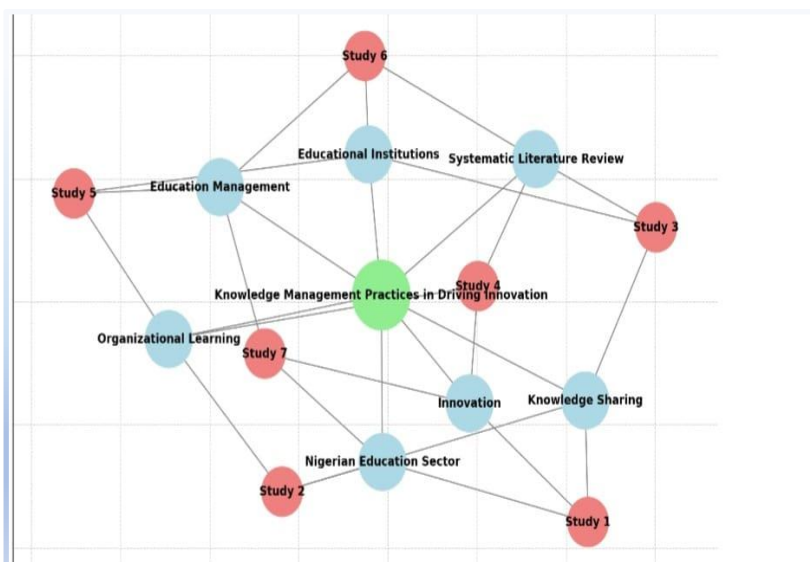 Study 6
Educational Institutions
Systematic Literature Review
Education Management
Study 5
Study 3
Study 4
Knowledge Management Practices in Driving Innovation
Organizational Learning
Study 7
Innovation
Knowledge Sharing
Nigerian Education Sector
Study 2
Study 1